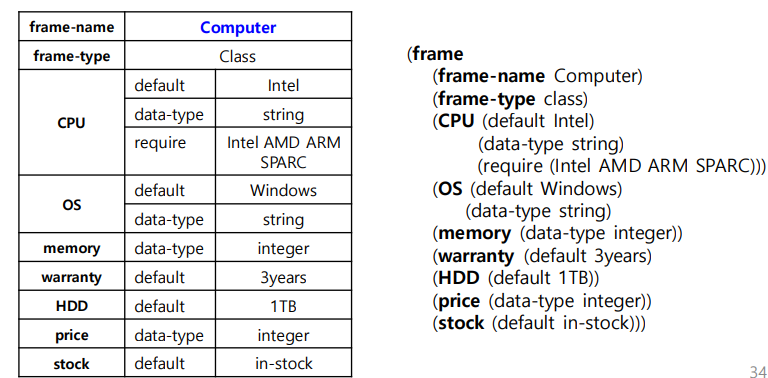 frame-name Computer
frame-type Class
CPU
default Intel
data-type string
require Intel AMD ARM
SPARC
OS
default Windows
data-type string
memory data-type integer
warranty default 3years
HDD default 1TB
price data-type integer
stock default in-stock
(frame
(frame-name Computer)
(frame-type class)
(CPU (default Intel)
(data-type string)
(require (Intel AMD ARM SPARC)))
(OS (default Windows)
(data-type string)
(memory (data-type integer))
(warranty (default 3years)
(HDD (default 1TB))
(price (data-type integer))
(stock (default in-stock)))
34